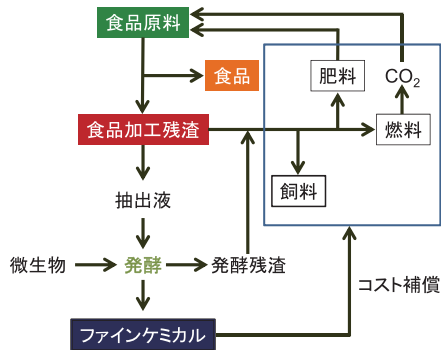 食品原料
食品
肥料
CO₂
食品加工残渣
燃料
飼料
抽出液
微生物
発酵
発酵残渣
コスト補償
ファインケミカル